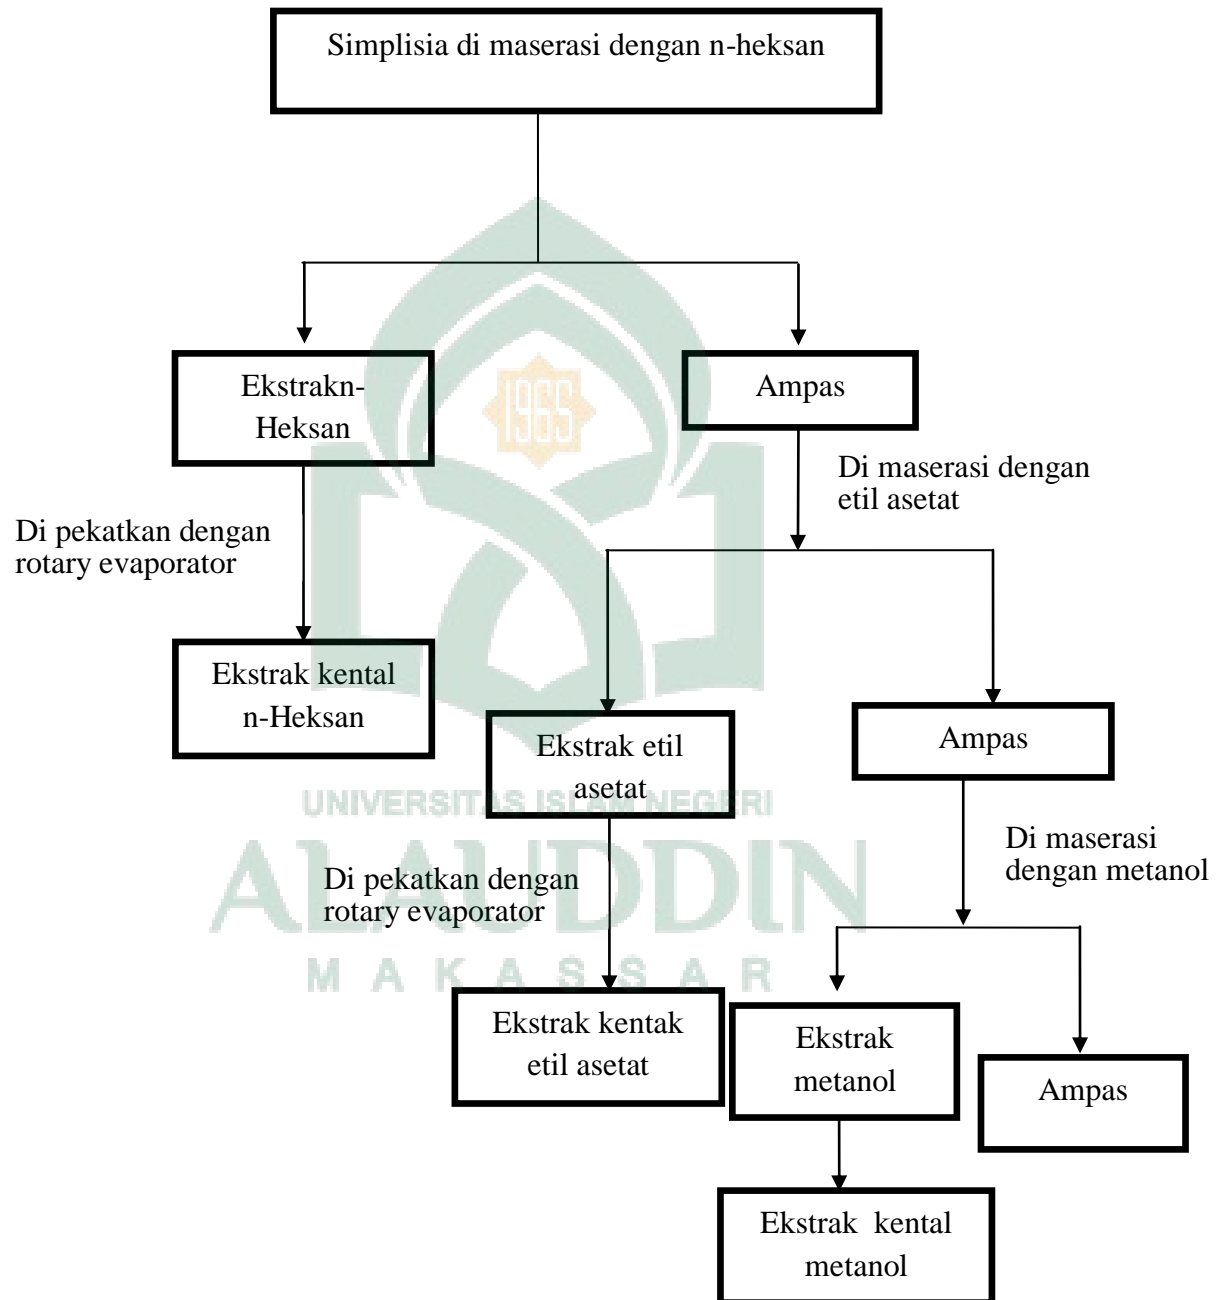 Simplisia di maserasi dengan n-heksan
Ekstrakn-
Heksan
Ampas
Di maserasi dengan
etil asetat
Di pekatkan dengan
rotary evaporator
Ekstrak kental
n-Heksan
Ekstrak etil
asetat
Ampas
Di maserasi
dengan metanol
Di pekatkan dengan
rotary evaporator
Ekstrak kentak
etil asetat
Ekstrak
metanol
Ampas
Ekstrak  kental
metanol
1965
UNIVERSITAS ISLAM NEGERI
ALAUDDIN
MAKASSAR